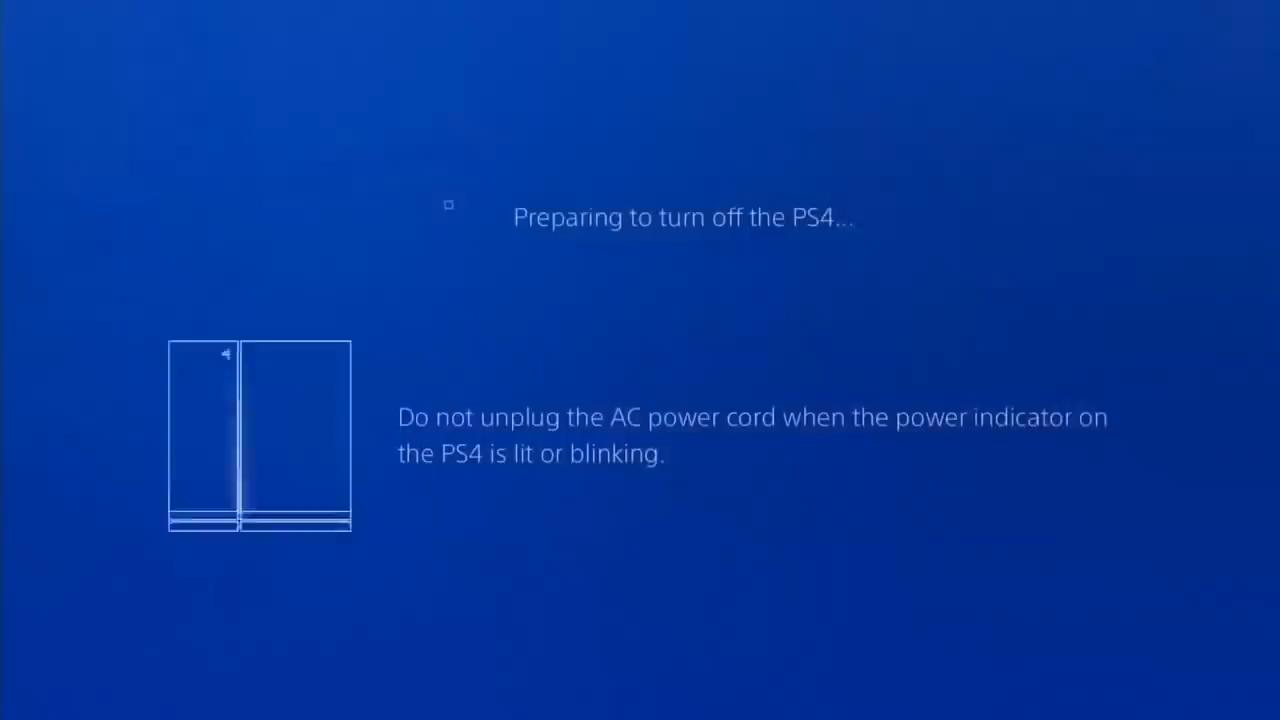 Preparing to turn off the PS4...
Do not unplug the AC power cord when the power indicator on
the PS4 is lit or blinking.